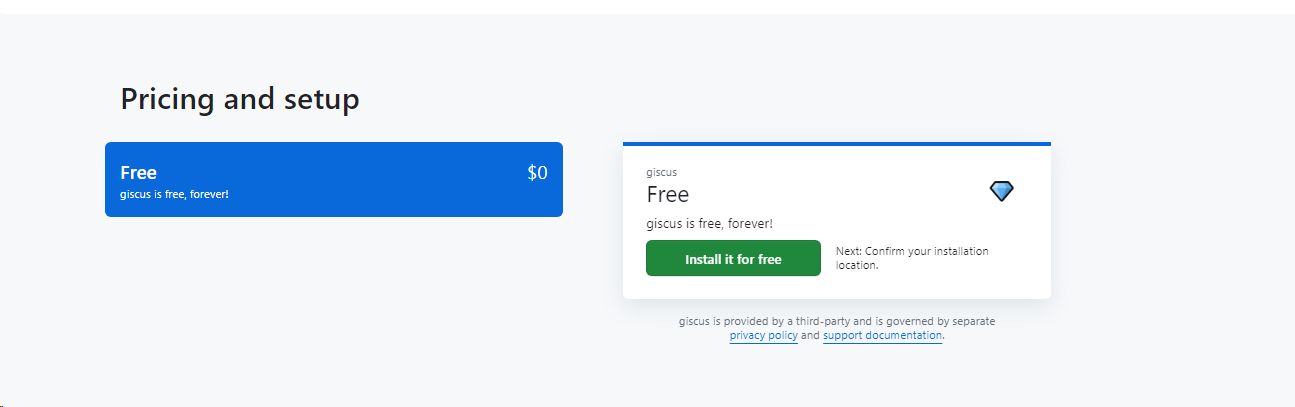 Pricing and setup
Free
$0
giscus is free, forever!
giscus
Free
giscus is free, forever!
Install it for free
Next: Confirm your installation
location.
giscus is provided by a third-party and is governed by separate
privacy policy and support documentation.